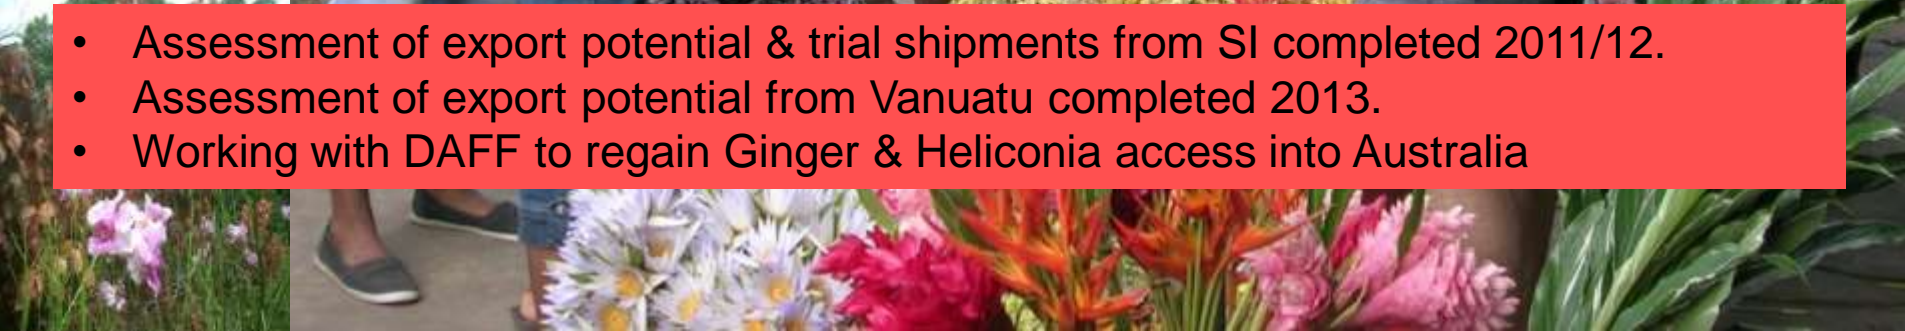 • Assessment of export potential & trial shipments from SI completed 2011/12.
• Assessment of export potential from Vanuatu completed 2013.
• Working with DAFF to regain Ginger & Heliconia access into Australia